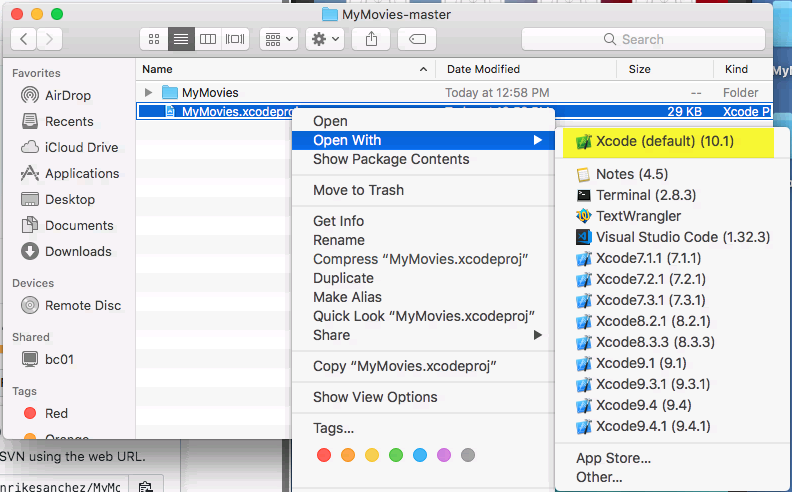 MyMovies-master
Search
Favorites
AirDrop
Recents
iCloud Drive
Applications
Desktop
Documents
Downloads
Devices
Remote Disc
Shared
bc01
Tags
Red
Orange
Name
Date Modified
Size
Kind
MyMovies
Today at 12:58 PM
--
Folder
MyMovies.xcodeproj
29 KB
Xcode P
Open
Open With
Show Package Contents
Move to Trash
Get Info
Rename
Compress “MyMovies.xcodeproj”
Duplicate
Make Alias
Quick Look “MyMovies.xcodeproj”
Share
Copy “MyMovies.xcodeproj”
Show View Options
Tags...
Xcode (default) (10.1)
Notes (4.5)
Terminal (2.8.3)
TextWrangler
Visual Studio Code (1.32.3)
Xcode7.1.1 (7.1.1)
Xcode7.2.1 (7.2.1)
Xcode7.3.1 (7.3.1)
Xcode8.2.1 (8.2.1)
Xcode8.3.3 (8.3.3)
Xcode9.1 (9.1)
Xcode9.3.1 (9.3.1)
Xcode9.4 (9.4)
Xcode9.4.1 (9.4.1)
App Store...
Other...
SVN using the web URL.
nrikesanchez/MyMo